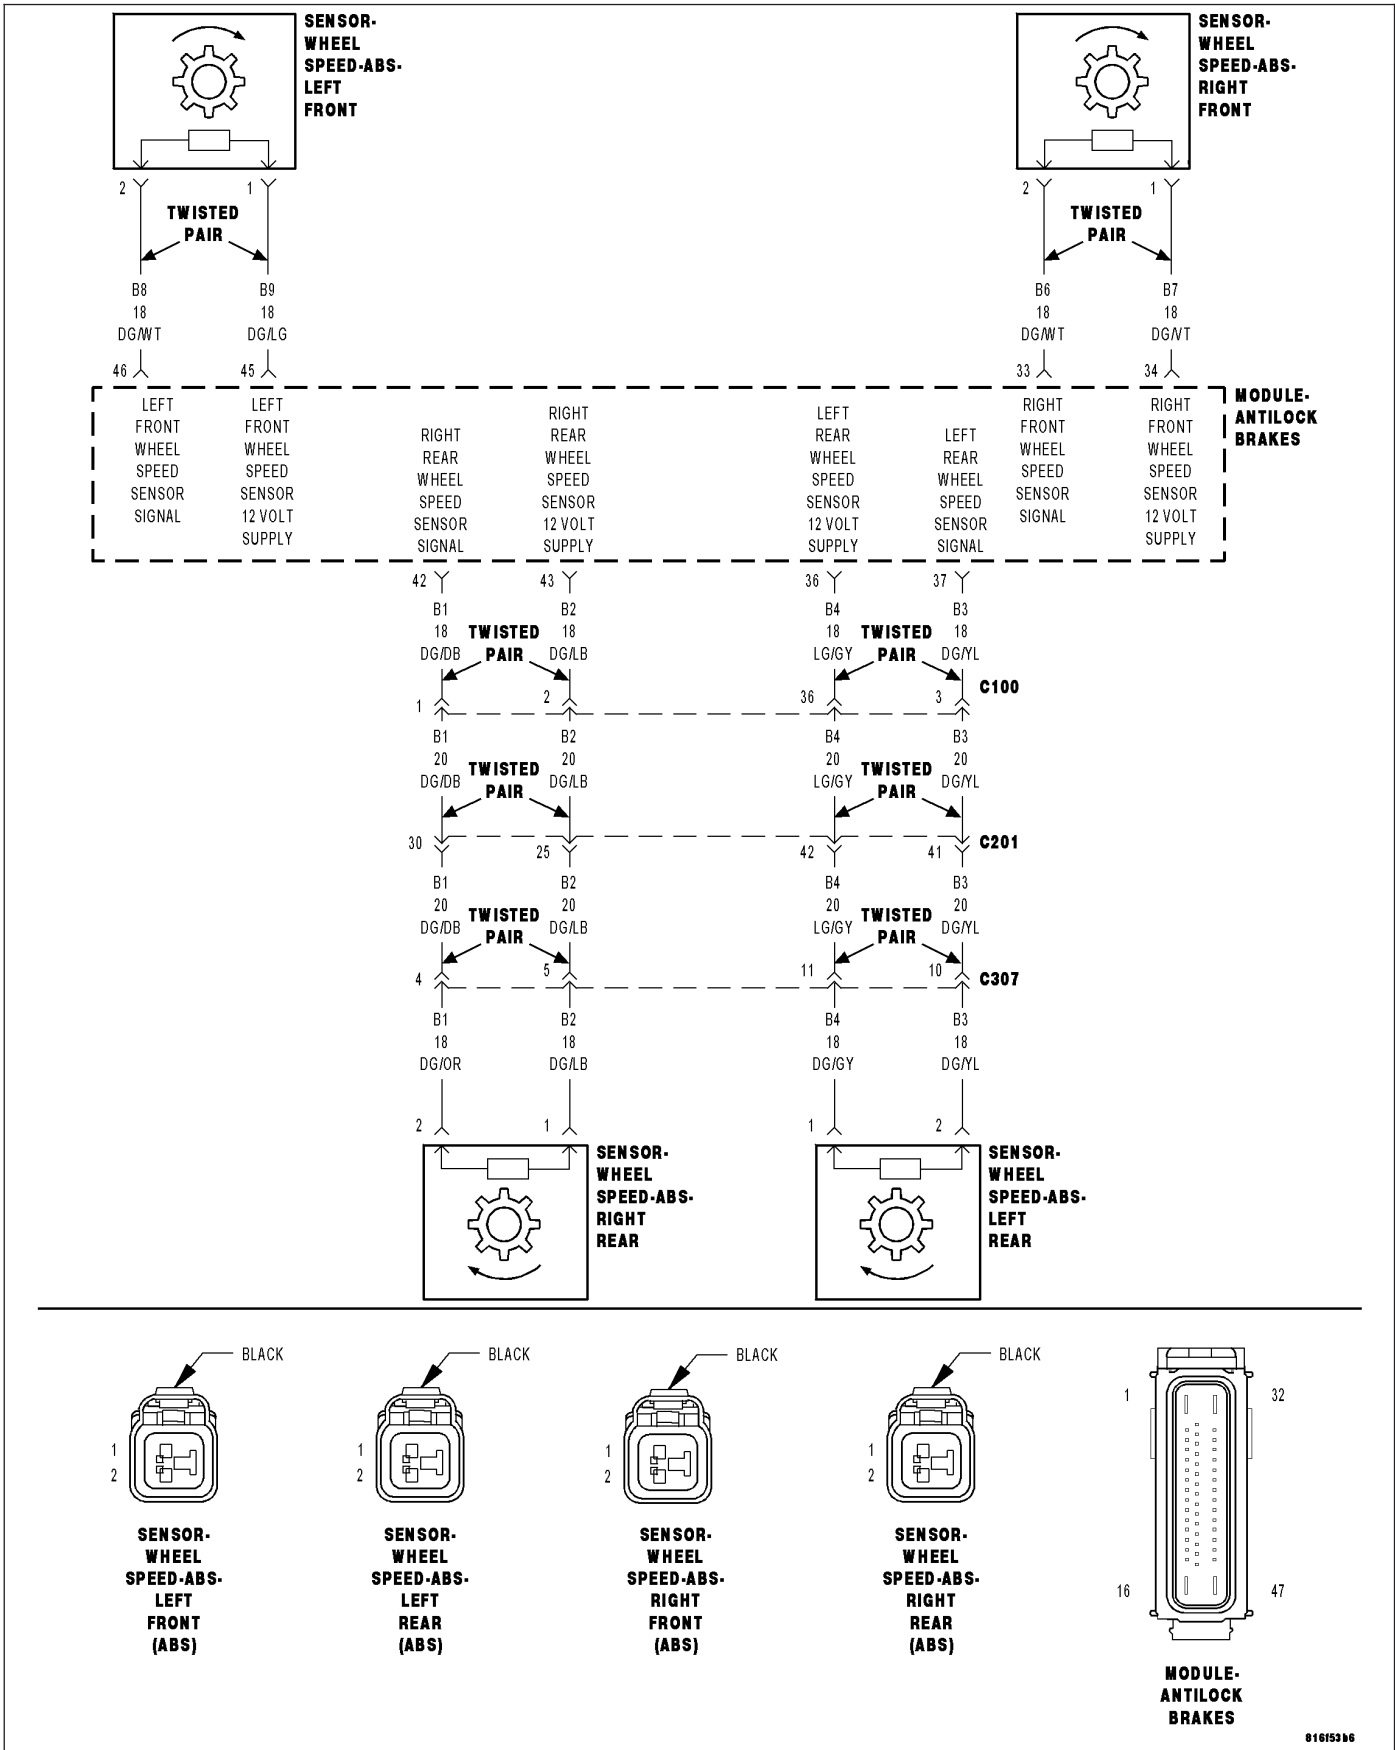 SENSOR-
WHEEL
SPEED-ABS-
LEFT
FRONT
SENSOR-
WHEEL
SPEED-ABS-
RIGHT
FRONT
2 1 2 1
TWISTED
PAIR
TWISTED
PAIR
B8 B9 B6 B7
18 18 18 18
DG/WT DG/LG DG/WT DG/VT
46 45 33 34
MODULE-
ANTILOCK
BRAKES
LEFT
FRONT
WHEEL
SPEED
SENSOR
SIGNAL
LEFT
FRONT
WHEEL
SPEED
SENSOR
12 VOLT
SUPPLY
RIGHT
REAR
WHEEL
SPEED
SENSOR
SIGNAL
RIGHT
REAR
WHEEL
SPEED
SENSOR
12 VOLT
SUPPLY
LEFT
REAR
WHEEL
SPEED
SENSOR
12 VOLT
SUPPLY
LEFT
REAR
WHEEL
SPEED
SENSOR
SIGNAL
RIGHT
FRONT
WHEEL
SPEED
SENSOR
SIGNAL
RIGHT
FRONT
WHEEL
SPEED
SENSOR
12 VOLT
SUPPLY
42 43 36 37
B1 B2 B4 B3
18 TWISTED 18 18 TWISTED 18
DG/DB PAIR DG/LB LG/GY PAIR DG/YL
1 2 36 3 C100
B1 B2 B4 B3
20 TWISTED 20 20 TWISTED 20
DG/DB PAIR DG/LB LG/GY PAIR DG/YL
30 25 42 41 C201
B1 B2 B4 B3
20 TWISTED 20 20 TWISTED 20
DG/DB PAIR DG/LB LG/GY PAIR DG/YL
4 5 11 10 C307
B1 B2 B4 B3
18 18 18 18
DG/OR DG/LB DG/GY DG/YL
2 1 1 2
SENSOR-
WHEEL
SPEED-ABS-
RIGHT
REAR
SENSOR-
WHEEL
SPEED-ABS-
LEFT
REAR
BLACK
1
2
SENSOR-
WHEEL
SPEED-ABS-
LEFT
FRONT
(ABS)
BLACK
1
2
SENSOR-
WHEEL
SPEED-ABS-
LEFT
REAR
(ABS)
BLACK
1
2
SENSOR-
WHEEL
SPEED-ABS-
RIGHT
FRONT
(ABS)
BLACK
1
2
SENSOR-
WHEEL
SPEED-ABS-
RIGHT
REAR
(ABS)
1 32
16 47
MODULE-
ANTILOCK
BRAKES
816f53b6